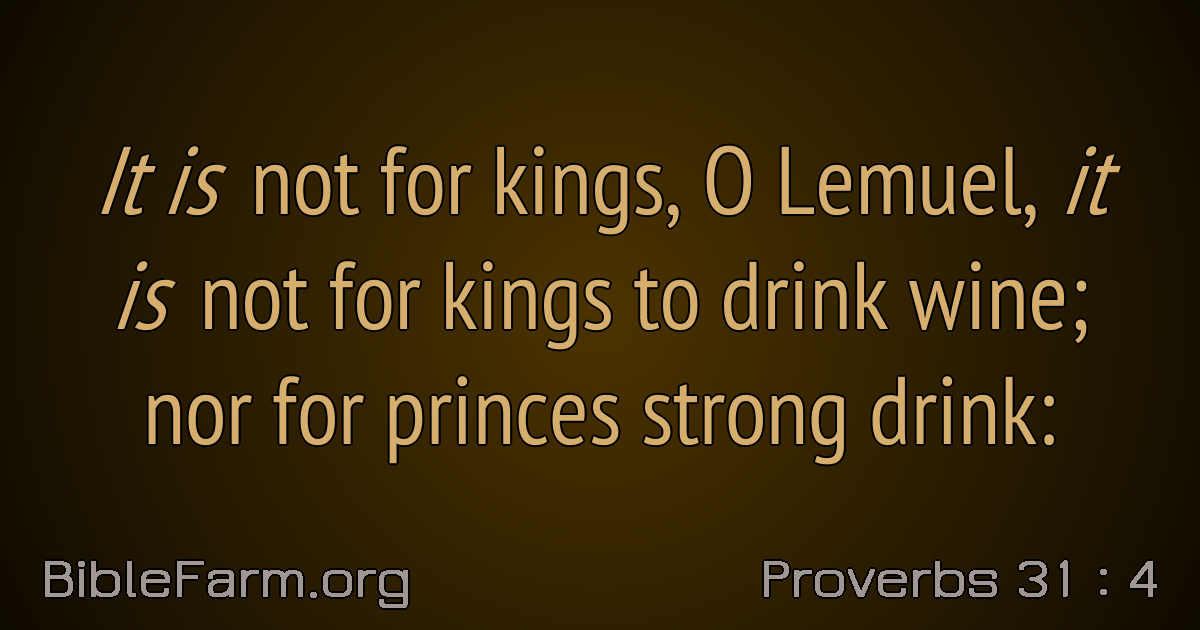 It is not for kings, O Lemuel, it
is not for kings to drink wine;
nor for princes strong drink:
BibleFarm.org
Proverbs 31 : 4